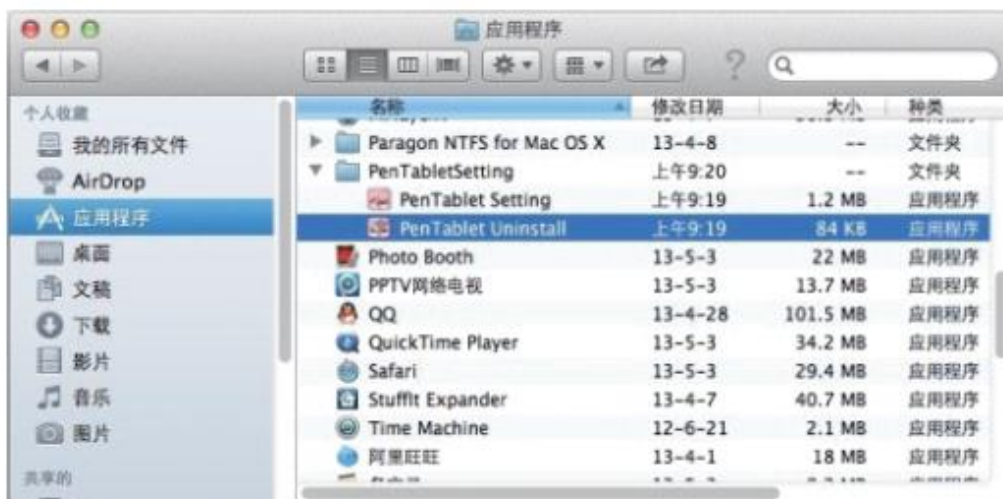 应用程序
个人收藏
我的所有文件
AirDrop
应用程序
桌面
文稿
下载
影片
音乐
图片
共享的
名称 修改日期 大小 种类
Paragon NTFS for Mac OS X 13-4-8 -- 文件夹
PenTabletSetting 上午9:20 -- 文件夹
PenTablet Setting 上午9:19 1.2 MB 应用程序
PenTablet Uninstall 上午9:19 84 KB 应用程序
Photo Booth 13-5-3 22 MB 应用程序
PPTV网络电视 13-5-3 13.7 MB 应用程序
QQ 13-4-28 101.5 MB 应用程序
QuickTime Player 13-5-3 34.2 MB 应用程序
Safari 13-5-3 29.4 MB 应用程序
StuffIt Expander 13-4-7 40.7 MB 应用程序
Time Machine 12-6-21 2.1 MB 应用程序
阿里旺旺 13-4-1 18 MB 应用程序